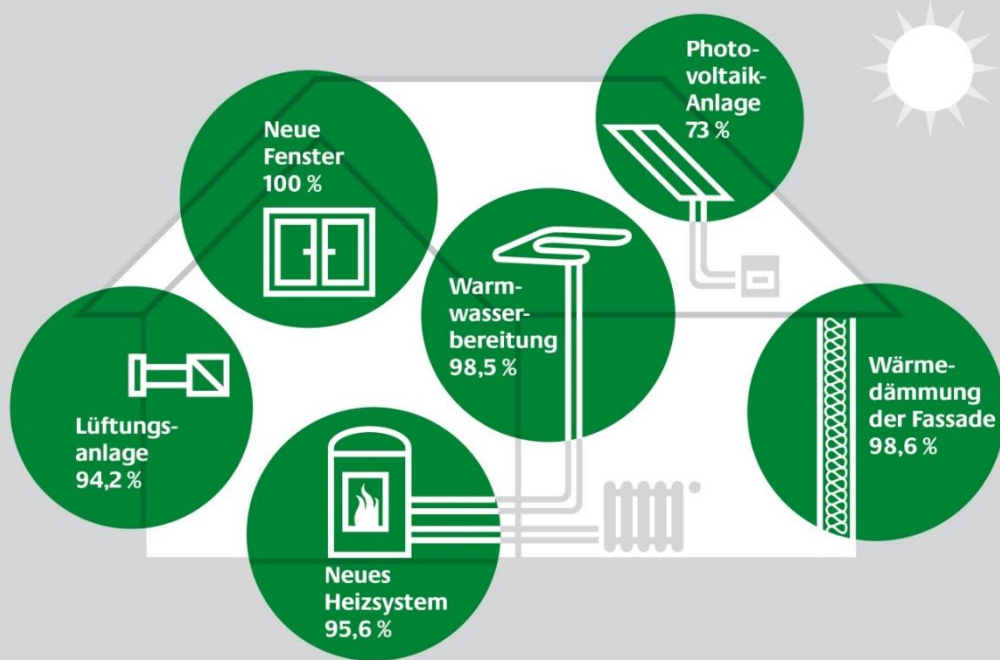 Photo-
voltaik-
Anlage
73 %
Neue
Fenster
100 %
Warm-
wasser-
bereitung
98,5 %
Wärme-
dämmung
der Fassade
98,6 %
Lüftungs-
anlage
94,2 %
Neues
Heizsystem
95,6 %